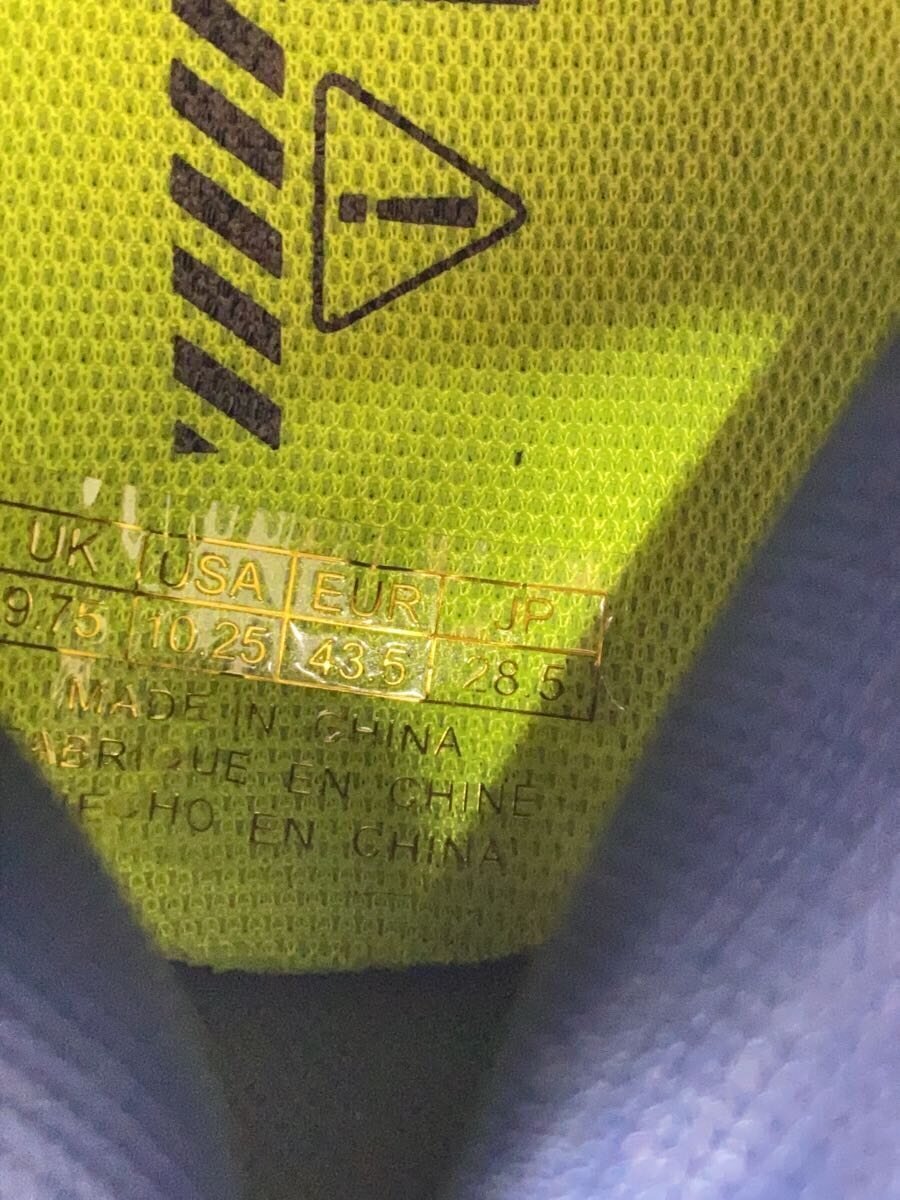 UK USA EUR JP
9.75 10.25 43.5 28.5
MADE IN CHINA
ABRIQUE EN CHINE
HECHO EN CHINA